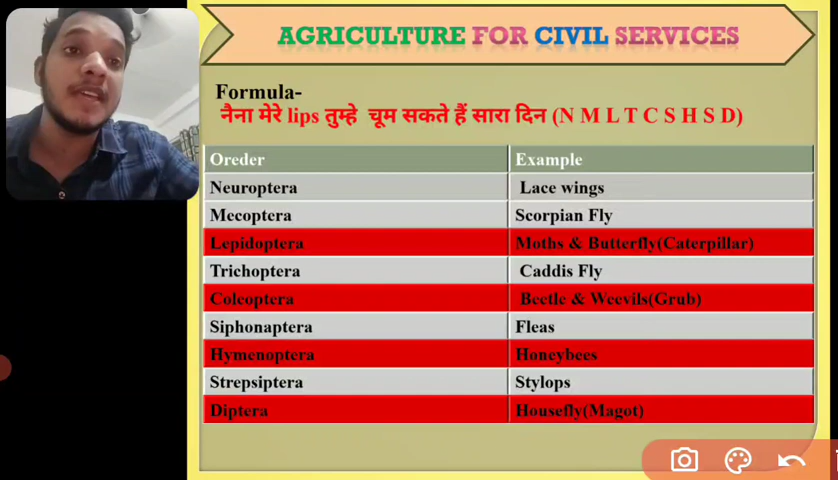 AGRICULTURE FOR CIVIL SERVICES
Formula-
नैना मेरे lips तुम्हे चूम सकते हैं सारा दिन (N M L T C S H S D)
Oreder Example
Neuroptera Lace wings
Mecoptera Scorpian Fly
Lepidoptera Moths & Butterfly(Caterpillar)
Trichoptera Caddis Fly
Coleoptera Beetle & Weevils(Grub)
Siphonaptera Fleas
Hymenoptera Honeybees
Strepsiptera Stylops
Diptera Housefly(Magot)